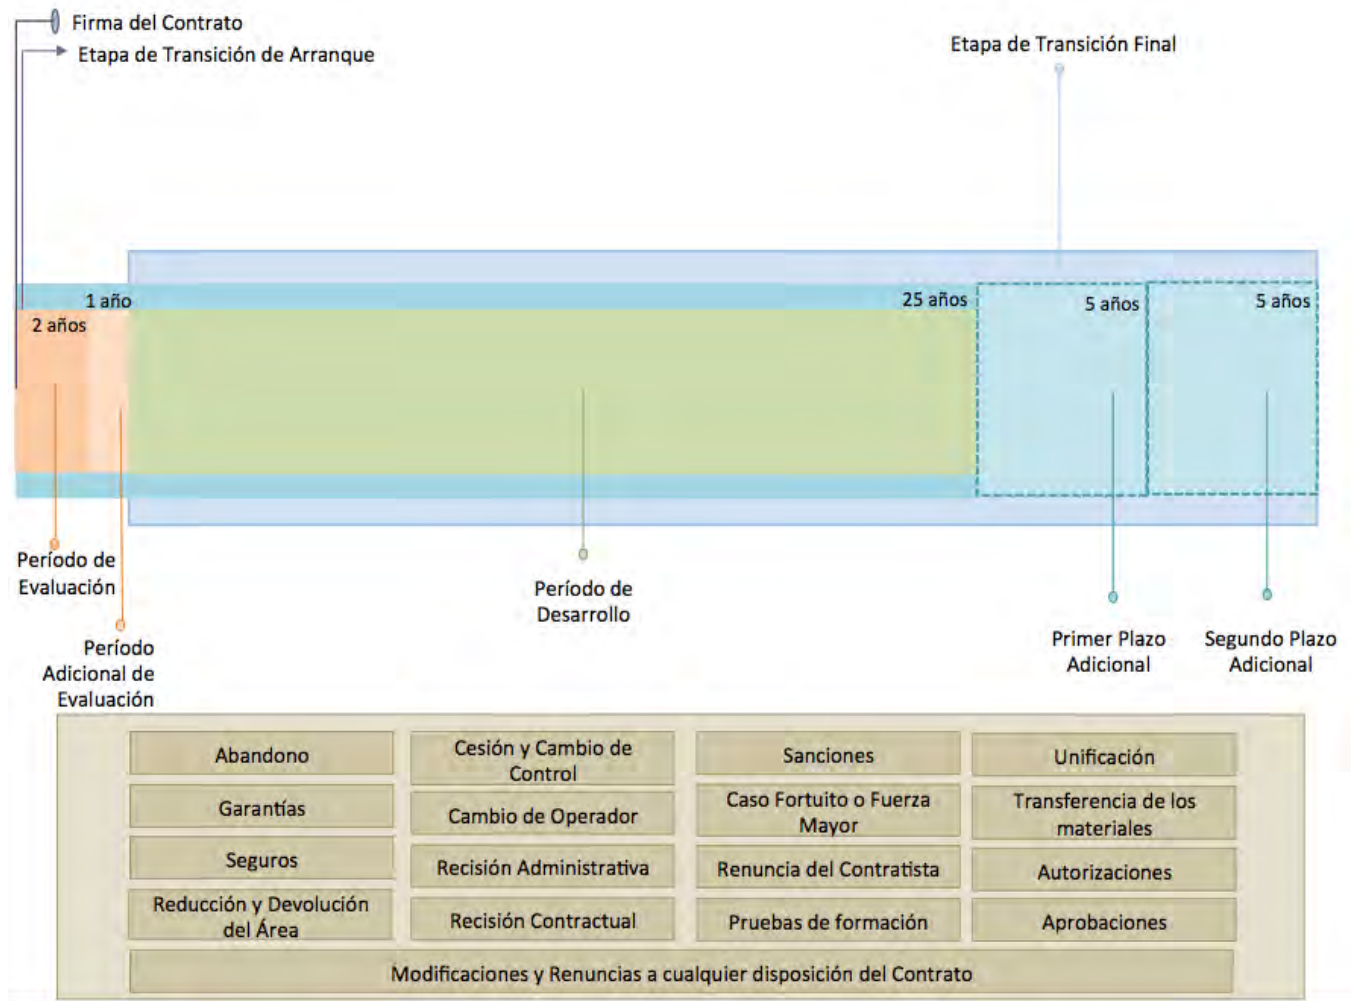 Firma del Contrato
Etapa de Transición de Arranque
Etapa de Transición Final
1 año
2 años
25 años
5 años
5 años
Período de
Evaluación
Período
Adicional de
Evaluación
Período de
Desarrollo
Primer Plazo
Adicional
Segundo Plazo
Adicional
Abandono
Cesión y Cambio de
Control
Sanciones
Unificación
Garantías
Cambio de Operador
Caso Fortuito o Fuerza
Mayor
Transferencia de los
materiales
Seguros
Recisión Administrativa
Renuncia del Contratista
Autorizaciones
Reducción y Devolución
del Área
Recisión Contractual
Pruebas de formación
Aprobaciones
Modificaciones y Renuncias a cualquier disposición del Contrato